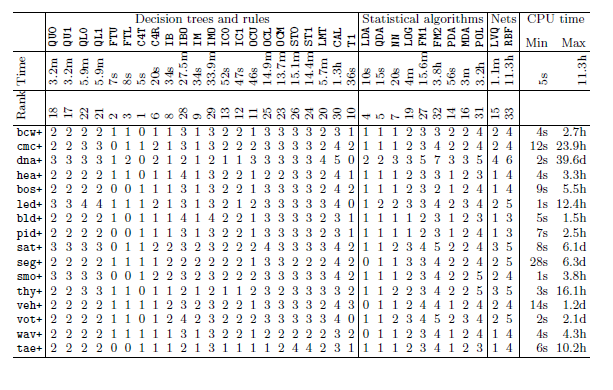 Decision trees and rules Statistical algorithms Nets CPU time
QU0 QU1 QL0 QL1 FTU FTL C4T C4R IB IBO IM IMO IC0 IC1 OCU OCL OCM ST0 ST1 LMT CAL T1 LDA QDA NN LOG FM1 FM2 PDA MDA POL LVQ RBF Min Max
Time 3.2m 3.2m 5.9m 5.9m 7s 8s 5s 20s 34s 27.5m 34s 33.9m 52s 47s 46s 14.9m 13.7m 15.1m 14.4m 5.7m 1.3h 36s 10s 15s 20s 4m 15.6m 3.8h 56s 3m 3.2h 1.1m 11.3h 5s 11.3h
Rank 18 17 22 21 2 3 1 6 8 28 9 29 13 12 11 25 23 26 24 20 30 10 4 5 7 19 27 32 14 16 31 15 33
bcw+ 2 2 2 2 1 1 0 1 1 3 1 3 2 2 2 3 3 3 3 2 3 1 1 1 1 2 3 3 2 2 4 2 4 4s 2.7h
cmc+ 2 2 2 2 0 1 1 1 2 3 1 3 2 2 2 3 3 3 3 2 4 2 1 1 1 2 3 4 1 2 4 2 4 12s 23.9h
dna+ 3 3 3 3 1 2 0 2 1 2 1 2 1 1 3 3 3 3 3 4 5 0 2 2 3 3 5 7 3 3 5 4 6 2s 39.6d
hea+ 2 2 2 2 1 1 0 1 1 4 1 3 1 2 2 3 3 3 3 2 4 2 1 1 1 2 3 3 1 2 3 1 4 4s 3.3h
bos+ 2 2 2 2 0 0 1 1 1 3 1 3 2 2 2 3 3 3 3 2 4 2 1 1 1 2 3 3 2 1 4 2 4 9s 5.5h
led+ 3 3 4 4 1 1 1 2 1 3 1 3 2 2 1 3 3 3 3 3 4 0 1 2 2 3 3 4 2 3 4 2 5 1s 12.4h
bld+ 2 2 2 2 1 1 0 1 1 4 1 4 1 2 1 3 3 3 3 2 3 1 1 1 1 1 2 3 1 2 3 1 3 5s 1.5h
pid+ 2 2 2 2 1 1 0 1 1 3 1 3 2 2 2 3 3 3 3 2 3 1 1 1 1 2 3 3 1 2 4 2 4 7s 2.5h
sat+ 3 3 3 3 0 1 1 2 2 3 2 3 2 2 2 4 3 3 3 3 4 2 1 1 2 3 4 5 2 2 4 3 5 8s 6.1d
seg+ 2 2 2 2 1 1 1 2 2 3 2 3 2 2 2 3 3 3 3 2 4 2 0 1 1 3 3 4 2 2 4 2 5 28s 6.3d
smo+ 3 3 3 3 0 0 1 1 2 3 2 3 2 2 1 3 3 3 3 2 4 1 1 1 1 2 3 4 2 2 5 2 4 1s 3.8h
thy+ 2 2 2 2 1 1 0 1 1 2 1 2 1 1 2 3 3 3 3 2 4 0 1 1 2 3 4 4 2 2 5 3 5 3s 16.1h
veh+ 2 2 2 2 1 1 1 1 2 3 2 3 2 2 2 3 3 3 3 2 4 3 0 1 1 2 4 4 1 2 4 2 4 14s 1.2d
vot+ 2 2 2 2 1 1 0 1 2 4 2 3 2 2 2 3 3 3 3 3 4 0 1 1 2 3 4 5 2 3 4 2 5 2s 2.1d
wav+ 2 2 2 2 1 1 1 1 1 3 1 3 2 2 1 2 2 2 2 2 3 2 0 1 1 2 3 4 1 2 4 2 4 4s 4.3h
tae+ 2 2 2 2 0 0 1 1 1 2 1 3 1 1 1 1 2 4 4 2 3 1 1 1 1 2 3 4 1 2 3 1 4 6s 10.2h